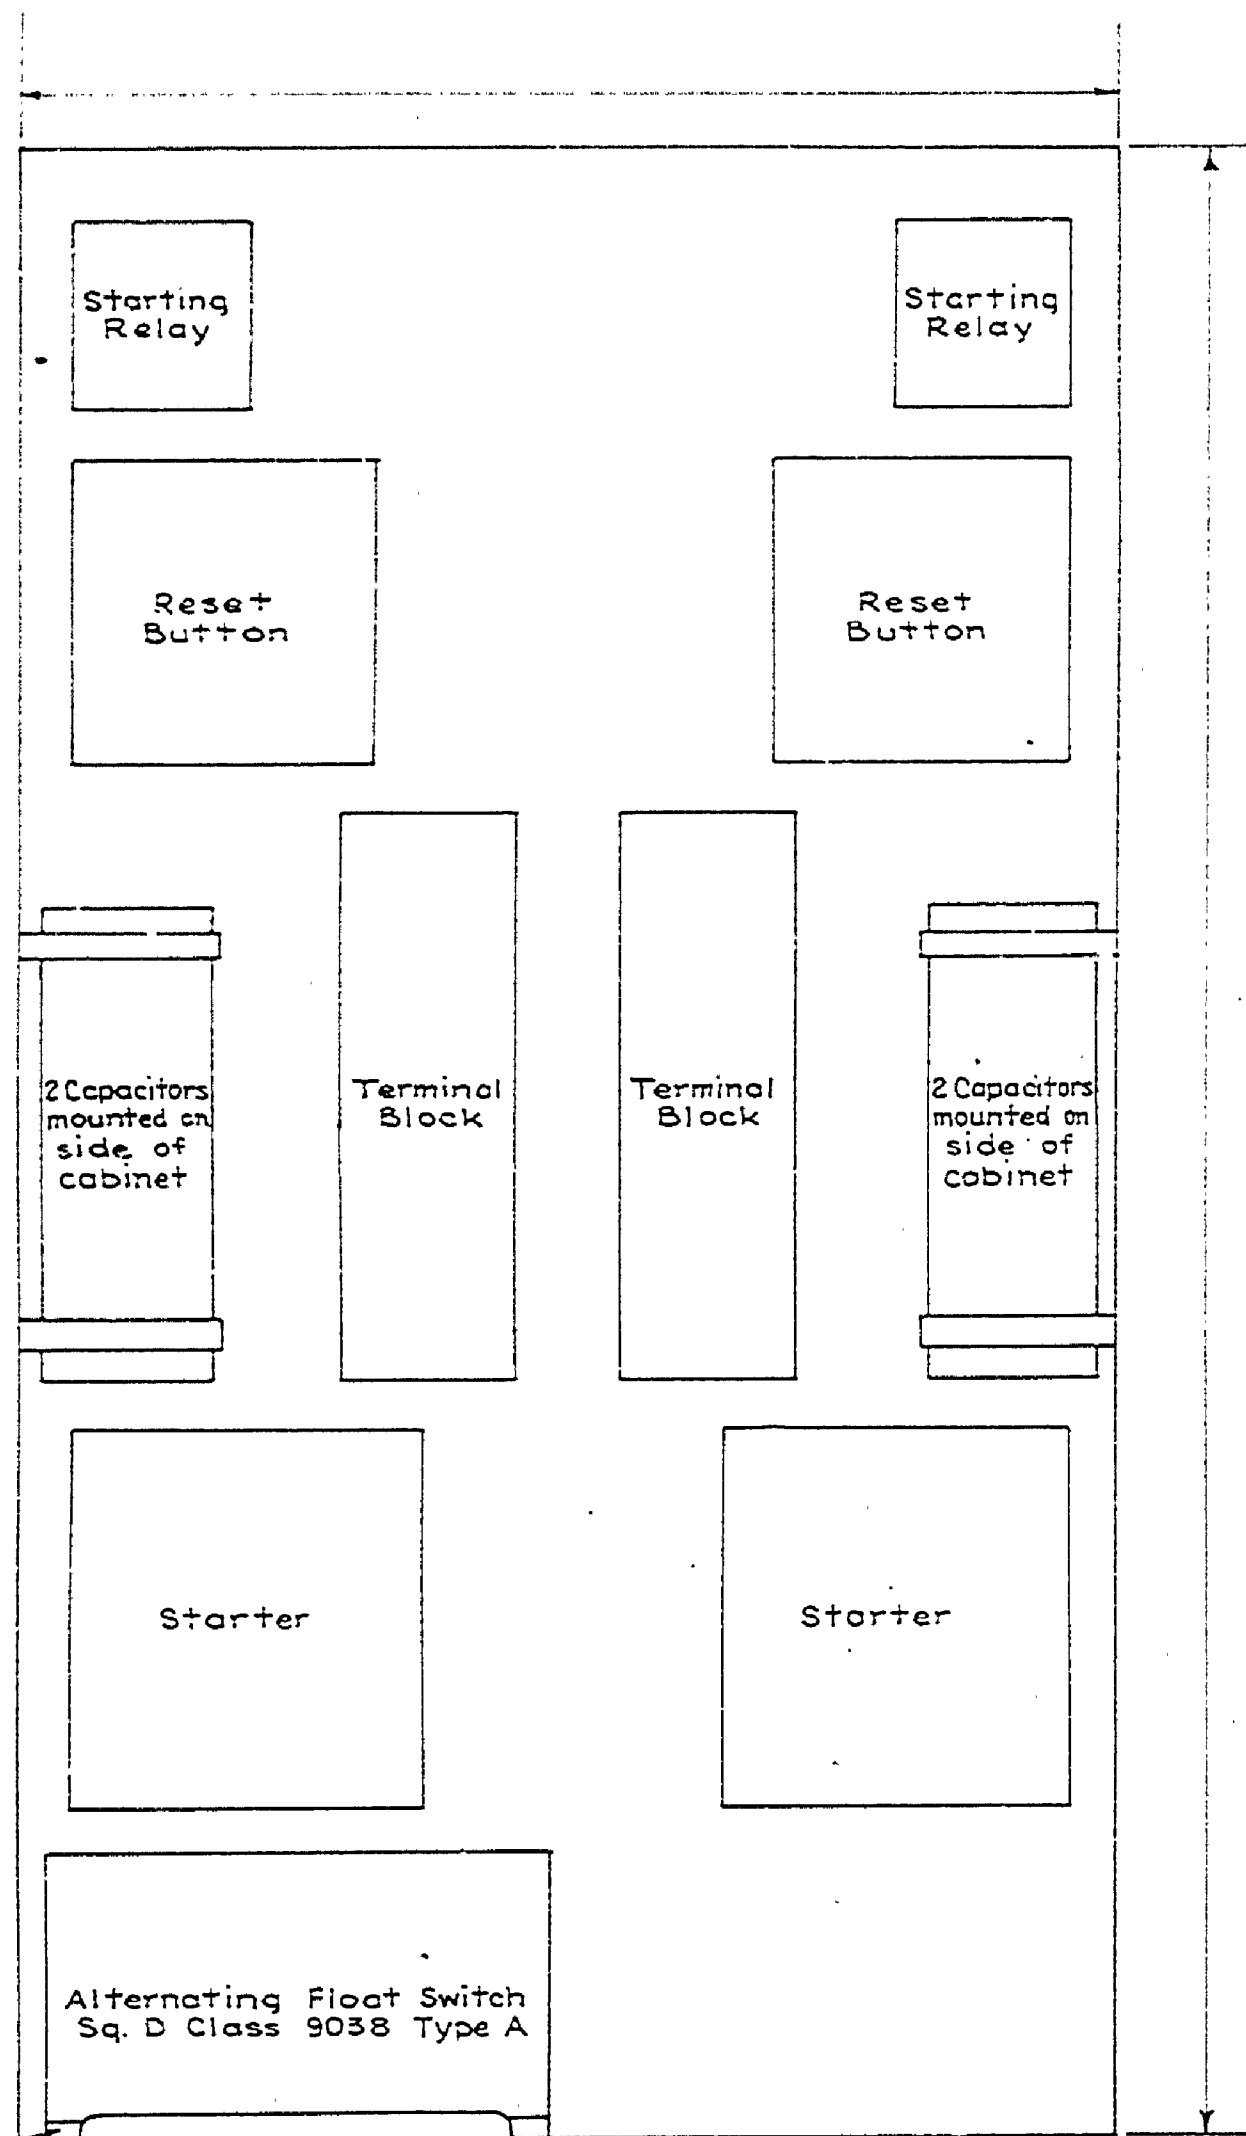 Starting
Relay
Starting
Relay
Reset
Button
Reset
Button
2 Capacitors
mounted on
side of
cabinet
Terminal
Block
Terminal
Block
2 Capacitors
mounted on
side of
cabinet
Starter
Starter
Alternating Float Switch
Sq. D Class 9038 Type A